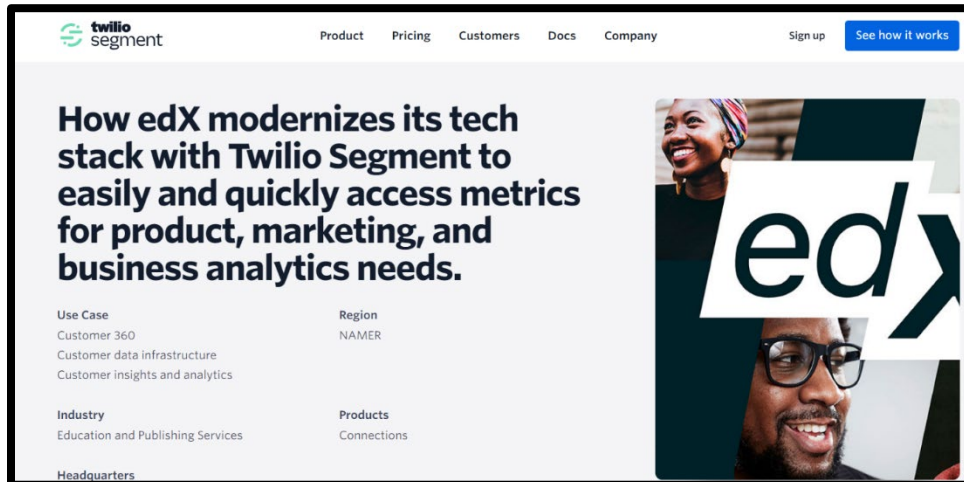 twilio
segment
Product Pricing Customers Docs Company Sign up See how it works
How edX modernizes its tech
stack with Twilio Segment to
easily and quickly access metrics
for product, marketing, and
business analytics needs.
edX
Use Case
Customer 360
Customer data infrastructure
Customer insights and analytics
Region
NAMER
Industry
Education and Publishing Services
Products
Connections
Headquarters